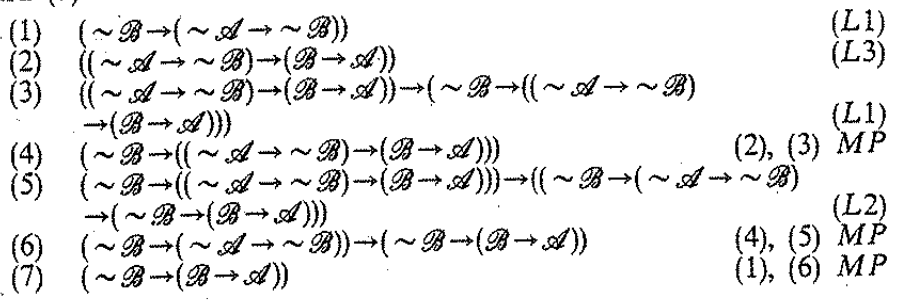 (1) (~ℬ→(~𝒜→~ℬ)) (L1)
(2) ((~𝒜→~ℬ)→(ℬ→𝒜)) (L3)
(3) ((~𝒜→~ℬ)→(ℬ→𝒜))→(~ℬ→((~𝒜→~ℬ)
→(ℬ→𝒜))) (L1)
(4) (~ℬ→((~𝒜→~ℬ)→(ℬ→𝒜))) (2), (3) MP
(5) (~ℬ→((~𝒜→~ℬ)→(ℬ→𝒜)))→((~ℬ→(~𝒜→~ℬ)
→(~ℬ→(ℬ→𝒜))) (L2)
(6) (~ℬ→(~𝒜→~ℬ))→(~ℬ→(ℬ→𝒜)) (4), (5) MP
(7) (~ℬ→(ℬ→𝒜)) (1), (6) MP